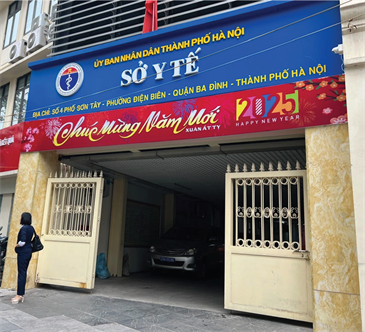 ỦY BAN NHÂN DÂN THÀNH PHỐ HÀ NỘI
SỞ Y TẾ
ĐỊA CHỈ: SỐ 4 PHỐ SƠN TÂY - PHƯỜNG ĐIỆN BIÊN - QUẬN BA ĐÌNH - THÀNH PHỐ HÀ NỘI
Chúc Mừng Năm Mới
XUÂN ẤT TỴ
2025
HAPPY NEW YEAR